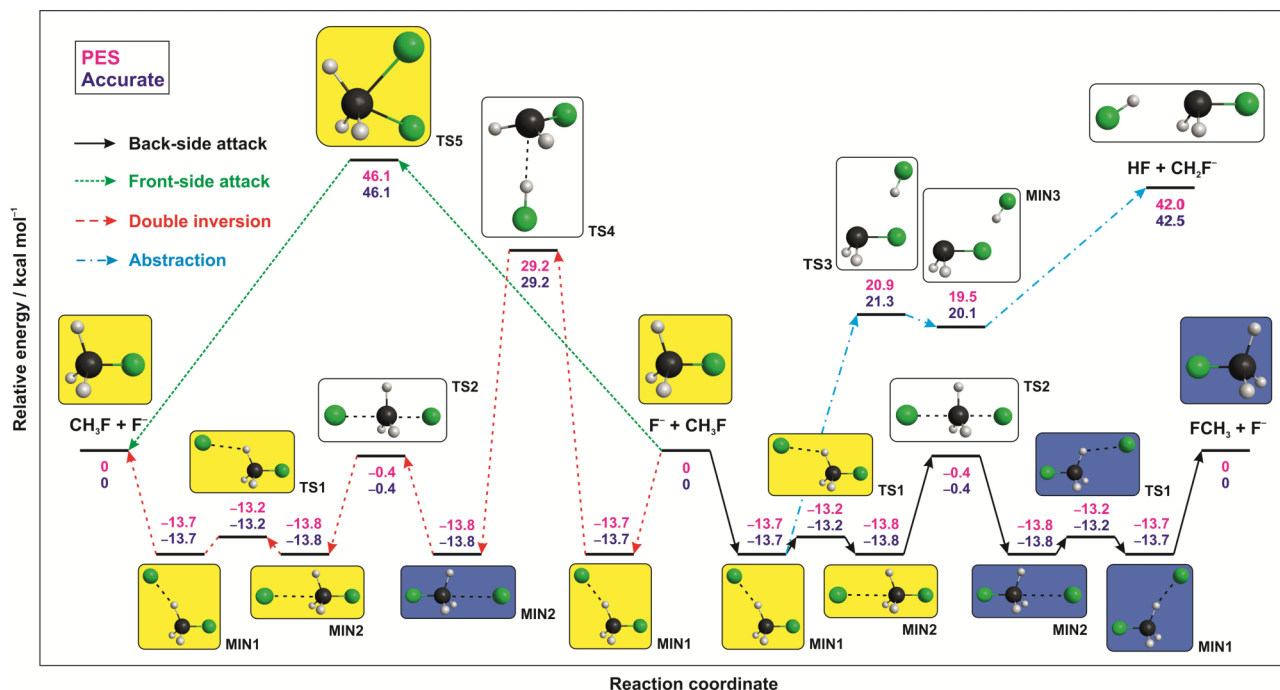 PES
Accurate
Back-side attack
Front-side attack
Double inversion
Abstraction
Relative energy / kcal mol⁻¹
TS5
46.1
46.1
TS4
29.2
29.2
CH₃F + F⁻
0
0
MIN1
−13.7
−13.7
TS1
−13.2
−13.2
MIN2
−13.8
−13.8
TS2
−0.4
−0.4
MIN2
−13.8
−13.8
MIN1
−13.7
−13.7
F⁻ + CH₃F
0
0
MIN1
−13.7
−13.7
TS1
−13.2
−13.2
MIN2
−13.8
−13.8
TS3
20.9
21.3
MIN3
19.5
20.1
HF + CH₂F⁻
42.0
42.5
TS2
−0.4
−0.4
MIN2
−13.8
−13.8
TS1
−13.2
−13.2
MIN1
−13.7
−13.7
FCH₃ + F⁻
0
0
Reaction coordinate